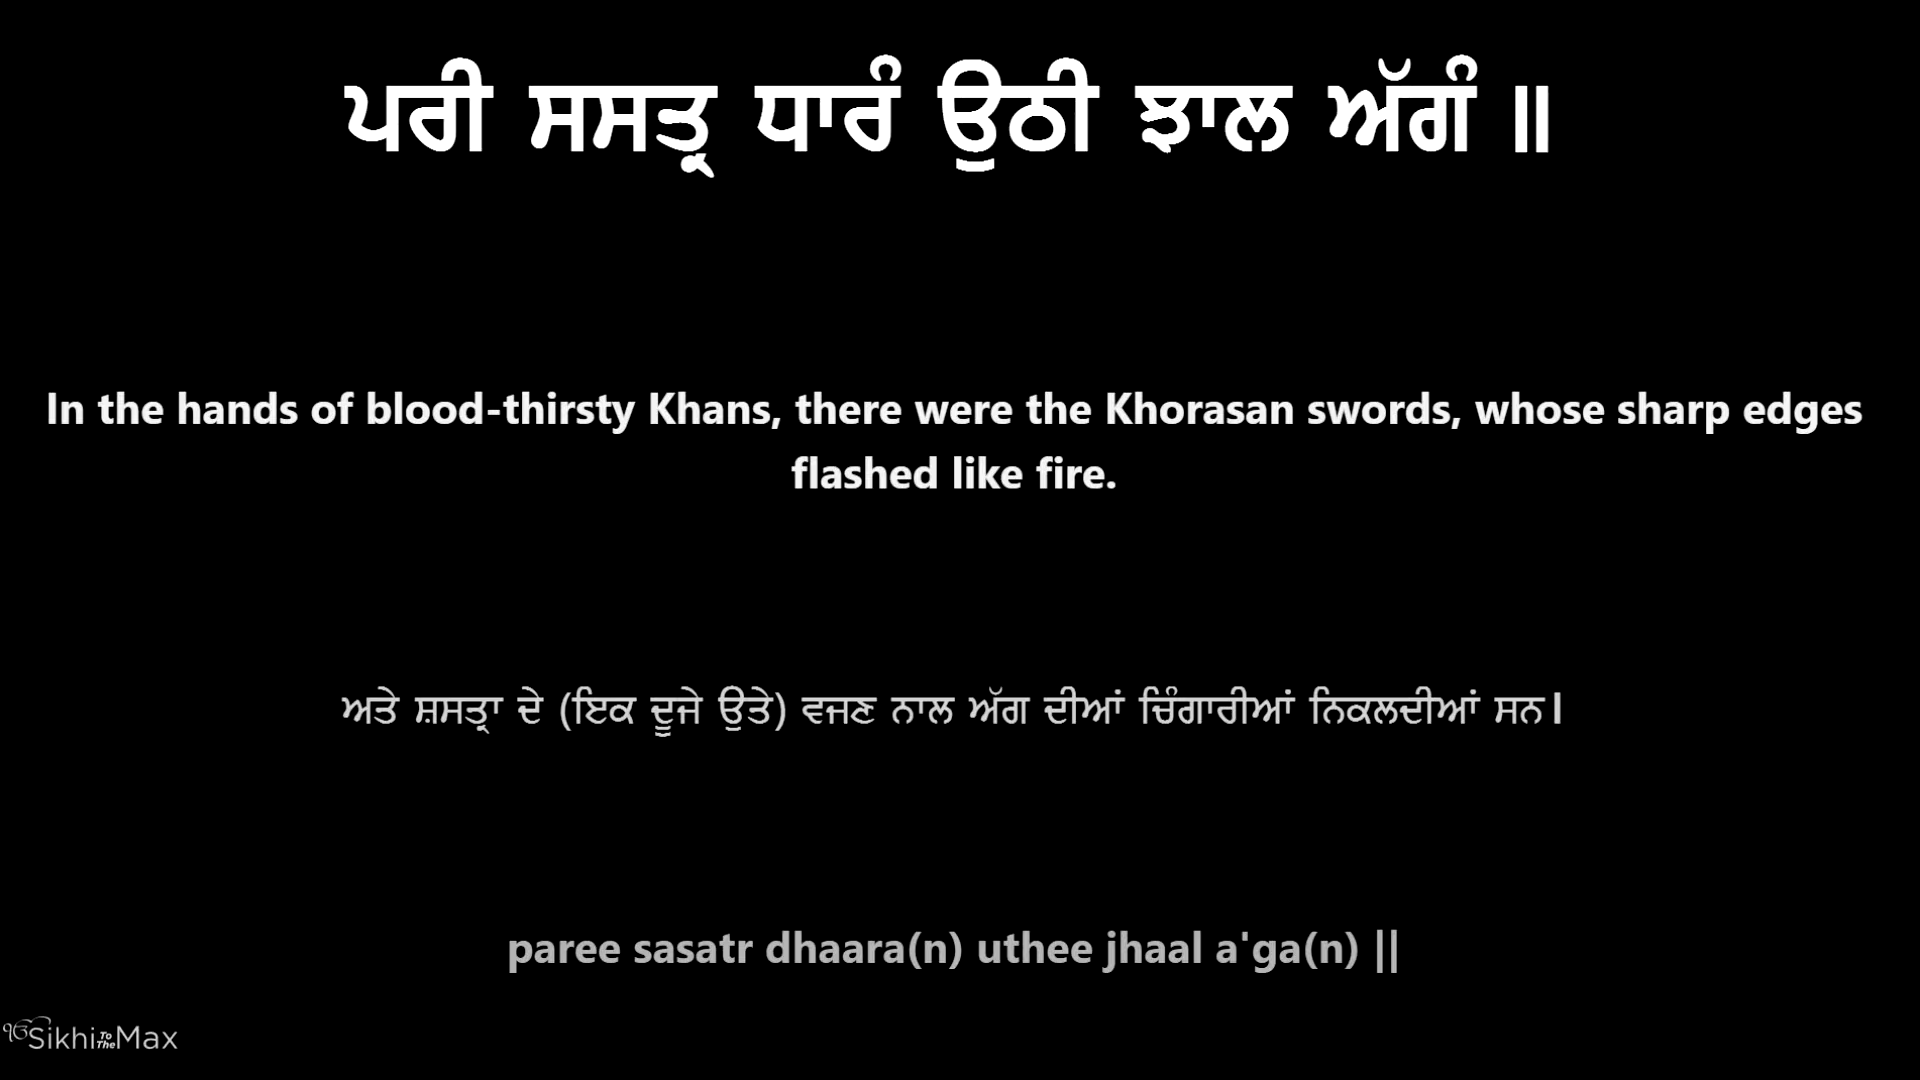 ਪਰੀ ਸਸਤ੍ਰ ਧਾਰੰ ਉਠੀ ਝਾਲ ਅੱਗੰ ॥
In the hands of blood-thirsty Khans, there were the Khorasan swords, whose sharp edges
flashed like fire.
ਅਤੇ ਸ਼ਸਤ੍ਰਾ ਦੇ (ਇਕ ਦੂਜੇ ਉਤੇ) ਵਜਣ ਨਾਲ ਅੱਗ ਦੀਆਂ ਚਿੰਗਾਰੀਆਂ ਨਿਕਲਦੀਆਂ ਸਨ।
paree sasatr dhaara(n) uthee jhaal a'ga(n) ||
ੴSikhiToTheMax